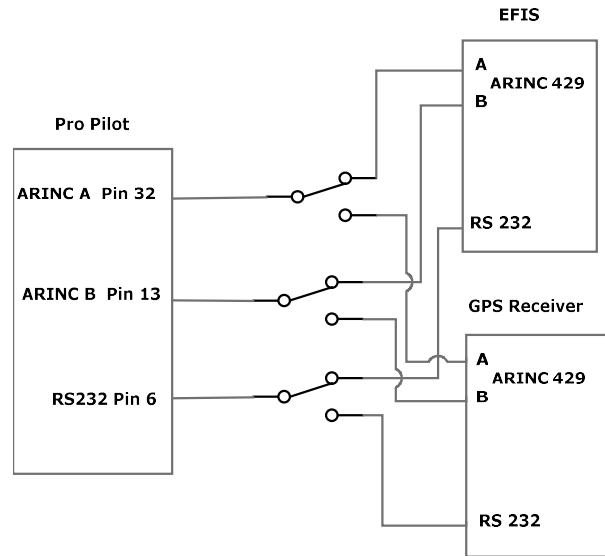 EFIS
A
ARINC 429
B
Pro Pilot
ARINC A Pin 32
RS 232
ARINC B Pin 13
GPS Receiver
A
ARINC 429
B
RS232 Pin 6
RS 232